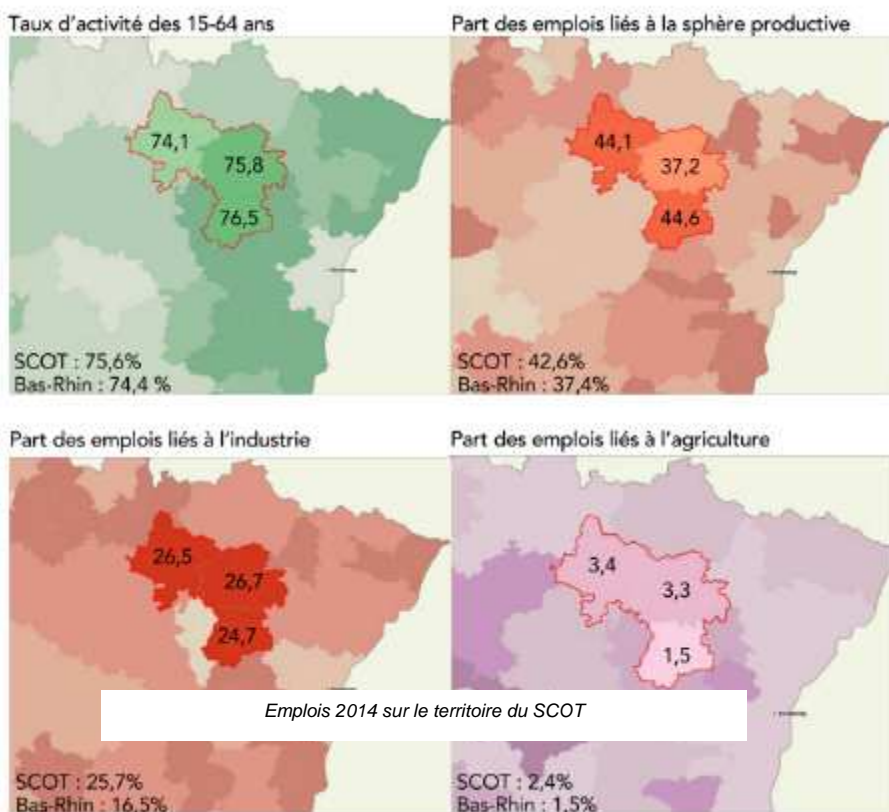 Taux d'activité des 15-64 ans
74,1
75,8
76,5
SCOT : 75,6%
Bas-Rhin : 74,4 %
Part des emplois liés à la sphère productive
44,1
37,2
44,6
SCOT : 42,6%
Bas-Rhin : 37,4%
Part des emplois liés à l'industrie
26,5
26,7
24,7
SCOT : 25,7%
Bas-Rhin : 16,5%
Part des emplois liés à l'agriculture
3,4
3,3
1,5
SCOT : 2,4%
Bas-Rhin : 1,5%
Emplois 2014 sur le territoire du SCOT